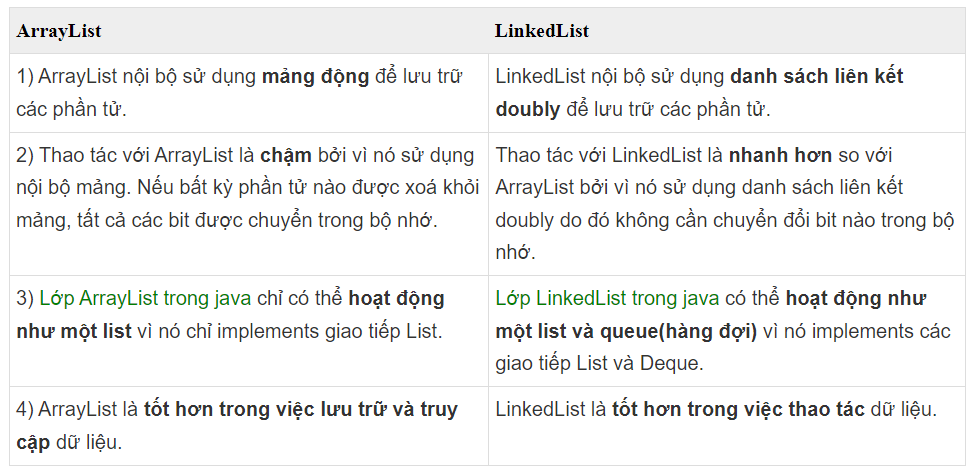 ArrayList
LinkedList
1) ArrayList nội bộ sử dụng mảng động để lưu trữ
các phần tử.
LinkedList nội bộ sử dụng danh sách liên kết
doubly để lưu trữ các phần tử.
2) Thao tác với ArrayList là chậm bởi vì nó sử dụng
nội bộ mảng. Nếu bất kỳ phần tử nào được xoá khỏi
mảng, tất cả các bit được chuyển trong bộ nhớ.
Thao tác với LinkedList là nhanh hơn so với
ArrayList bởi vì nó sử dụng danh sách liên kết
doubly do đó không cần chuyển đổi bit nào trong bộ
nhớ.
3) Lớp ArrayList trong java chỉ có thể hoạt động
như một list vì nó chỉ implements giao tiếp List.
Lớp LinkedList trong java có thể hoạt động như
một list và queue(hàng đợi) vì nó implements các
giao tiếp List và Deque.
4) ArrayList là tốt hơn trong việc lưu trữ và truy
cập dữ liệu.
LinkedList là tốt hơn trong việc thao tác dữ liệu.